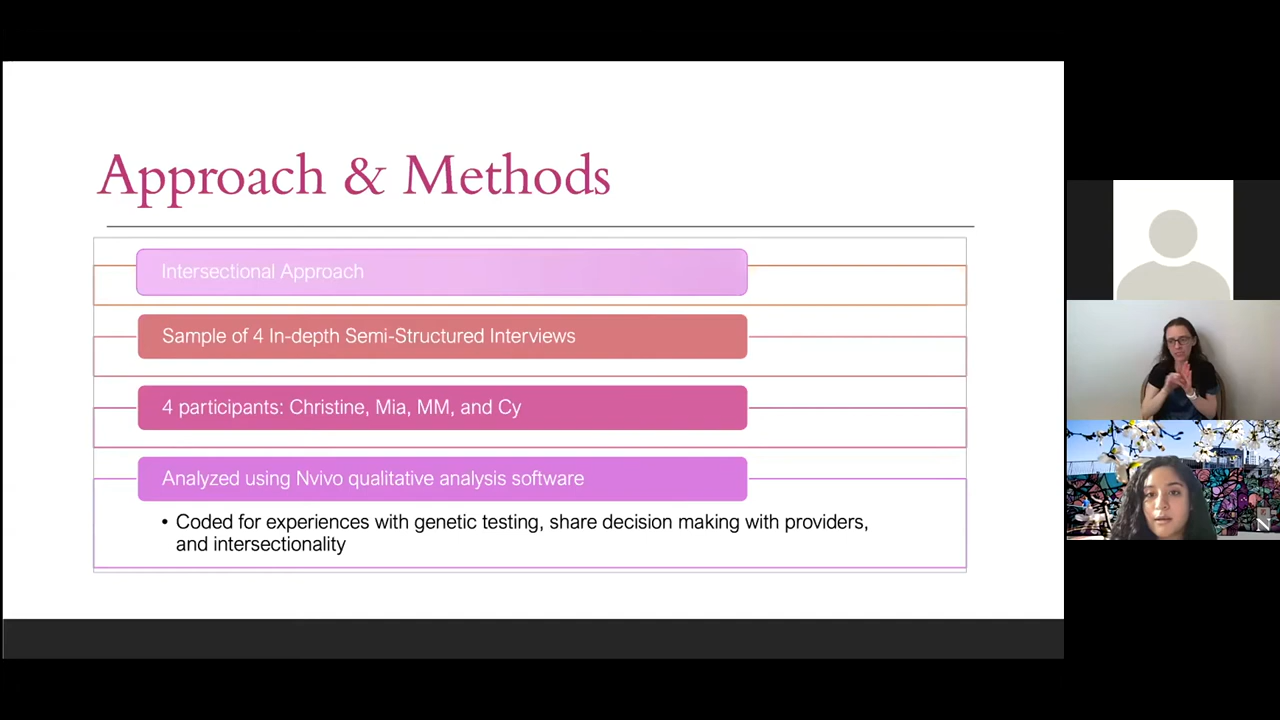 Approach & Methods
Intersectional Approach
Sample of 4 In-depth Semi-Structured Interviews
4 participants: Christine, Mia, MM, and Cy
Analyzed using Nvivo qualitative analysis software
• Coded for experiences with genetic testing, share decision making with providers,
and intersectionality
N